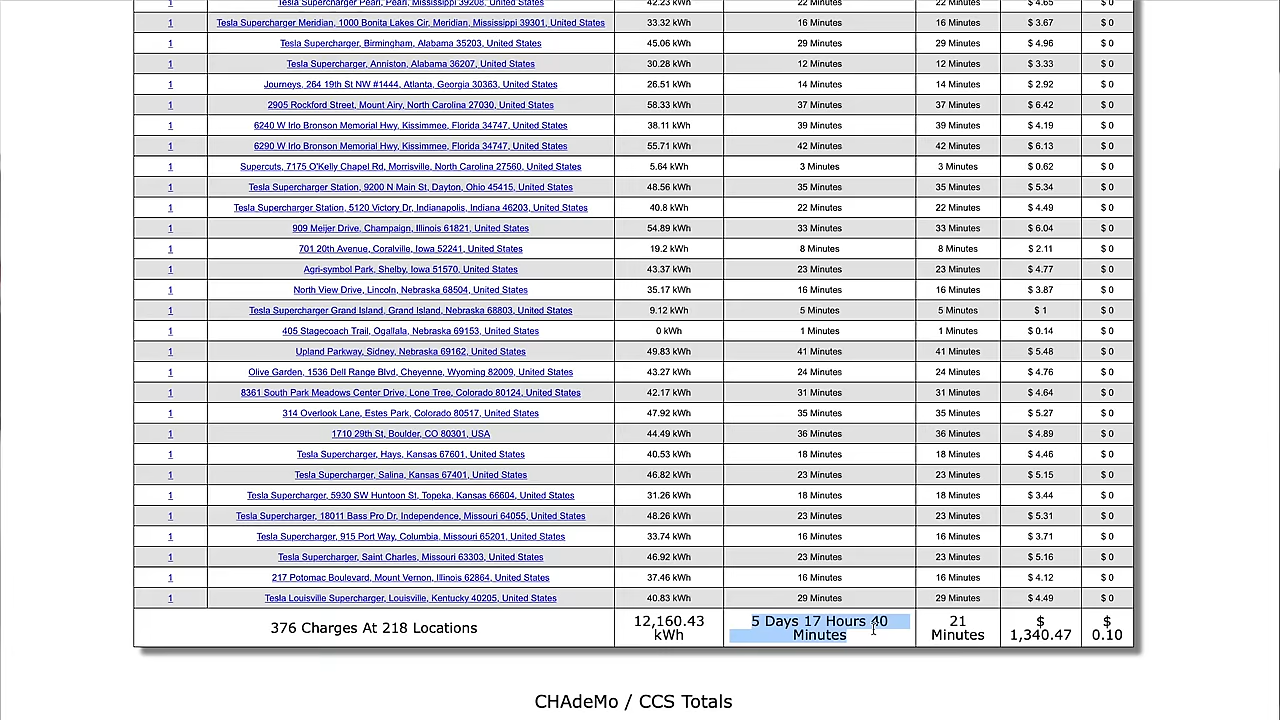 1 Tesla Supercharger Pearl, Pearl, Mississippi 39208, United States 42.23 kWh 22 Minutes 22 Minutes $ 4.65 $ 0
1 Tesla Supercharger Meridian, 1000 Bonita Lakes Cir, Meridian, Mississippi 39301, United States 33.32 kWh 16 Minutes 16 Minutes $ 3.67 $ 0
1 Tesla Supercharger, Birmingham, Alabama 35203, United States 45.06 kWh 29 Minutes 29 Minutes $ 4.96 $ 0
1 Tesla Supercharger, Anniston, Alabama 36207, United States 30.28 kWh 12 Minutes 12 Minutes $ 3.33 $ 0
1 Journeys, 264 19th St NW #1444, Atlanta, Georgia 30363, United States 26.51 kWh 14 Minutes 14 Minutes $ 2.92 $ 0
1 2905 Rockford Street, Mount Airy, North Carolina 27030, United States 58.33 kWh 37 Minutes 37 Minutes $ 6.42 $ 0
1 6240 W Irlo Bronson Memorial Hwy, Kissimmee, Florida 34747, United States 38.11 kWh 39 Minutes 39 Minutes $ 4.19 $ 0
1 6290 W Irlo Bronson Memorial Hwy, Kissimmee, Florida 34747, United States 55.71 kWh 42 Minutes 42 Minutes $ 6.13 $ 0
1 Supercuts, 7175 O'Kelly Chapel Rd, Morrisville, North Carolina 27560, United States 5.64 kWh 3 Minutes 3 Minutes $ 0.62 $ 0
1 Tesla Supercharger Station, 9200 N Main St, Dayton, Ohio 45415, United States 48.56 kWh 35 Minutes 35 Minutes $ 5.34 $ 0
1 Tesla Supercharger Station, 5120 Victory Dr, Indianapolis, Indiana 46203, United States 40.8 kWh 22 Minutes 22 Minutes $ 4.49 $ 0
1 909 Meijer Drive, Champaign, Illinois 61821, United States 54.89 kWh 33 Minutes 33 Minutes $ 6.04 $ 0
1 701 20th Avenue, Coralville, Iowa 52241, United States 19.2 kWh 8 Minutes 8 Minutes $ 2.11 $ 0
1 Agri-symbol Park, Shelby, Iowa 51570, United States 43.37 kWh 23 Minutes 23 Minutes $ 4.77 $ 0
1 North View Drive, Lincoln, Nebraska 68504, United States 35.17 kWh 16 Minutes 16 Minutes $ 3.87 $ 0
1 Tesla Supercharger Grand Island, Grand Island, Nebraska 68803, United States 9.12 kWh 5 Minutes 5 Minutes $ 1 $ 0
1 405 Stagecoach Trail, Ogallala, Nebraska 69153, United States 0 kWh 1 Minutes 1 Minutes $ 0.14 $ 0
1 Upland Parkway, Sidney, Nebraska 69162, United States 49.83 kWh 41 Minutes 41 Minutes $ 5.48 $ 0
1 Olive Garden, 1536 Dell Range Blvd, Cheyenne, Wyoming 82009, United States 43.27 kWh 24 Minutes 24 Minutes $ 4.76 $ 0
1 8361 South Park Meadows Center Drive, Lone Tree, Colorado 80124, United States 42.17 kWh 31 Minutes 31 Minutes $ 4.64 $ 0
1 314 Overlook Lane, Estes Park, Colorado 80517, United States 47.92 kWh 35 Minutes 35 Minutes $ 5.27 $ 0
1 1710 29th St, Boulder, CO 80301, USA 44.49 kWh 36 Minutes 36 Minutes $ 4.89 $ 0
1 Tesla Supercharger, Hays, Kansas 67601, United States 40.53 kWh 18 Minutes 18 Minutes $ 4.46 $ 0
1 Tesla Supercharger, Salina, Kansas 67401, United States 46.82 kWh 23 Minutes 23 Minutes $ 5.15 $ 0
1 Tesla Supercharger, 5930 SW Huntoon St, Topeka, Kansas 66604, United States 31.26 kWh 18 Minutes 18 Minutes $ 3.44 $ 0
1 Tesla Supercharger, 18011 Bass Pro Dr, Independence, Missouri 64055, United States 48.26 kWh 23 Minutes 23 Minutes $ 5.31 $ 0
1 Tesla Supercharger, 915 Port Way, Columbia, Missouri 65201, United States 33.74 kWh 16 Minutes 16 Minutes $ 3.71 $ 0
1 Tesla Supercharger, Saint Charles, Missouri 63303, United States 46.92 kWh 23 Minutes 23 Minutes $ 5.16 $ 0
1 217 Potomac Boulevard, Mount Vernon, Illinois 62864, United States 37.46 kWh 16 Minutes 16 Minutes $ 4.12 $ 0
1 Tesla Louisville Supercharger, Louisville, Kentucky 40205, United States 40.83 kWh 29 Minutes 29 Minutes $ 4.49 $ 0
376 Charges At 218 Locations 12,160.43 kWh 5 Days 17 Hours 40 Minutes 21 Minutes $ 1,340.47 $ 0.10
CHAdeMo / CCS Totals